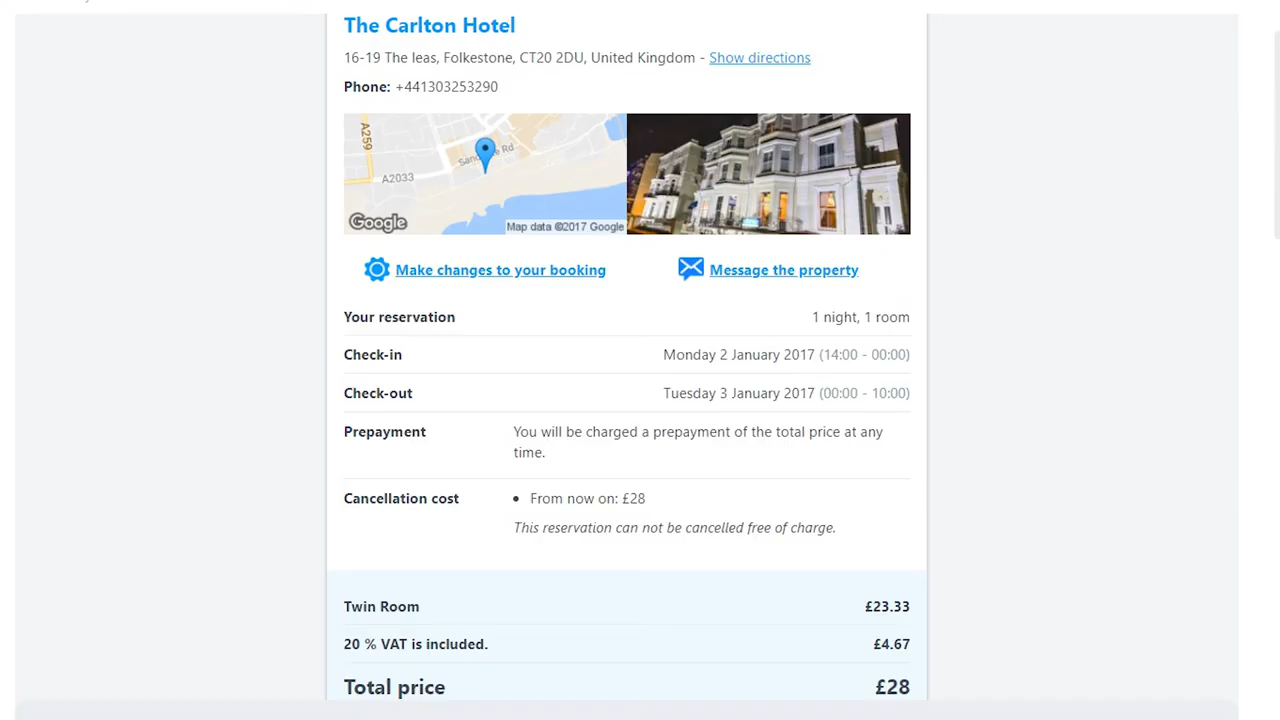 The Carlton Hotel
16-19 The leas, Folkestone, CT20 2DU, United Kingdom - Show directions
Phone: +441303253290
A259
Sandgate Rd
A2033
Google
Map data ©2017 Google
Make changes to your booking
Message the property
Your reservation 1 night, 1 room
Check-in Monday 2 January 2017 (14:00 - 00:00)
Check-out Tuesday 3 January 2017 (00:00 - 10:00)
Prepayment You will be charged a prepayment of the total price at any
time.
Cancellation cost • From now on: £28
This reservation can not be cancelled free of charge.
Twin Room £23.33
20 % VAT is included. £4.67
Total price £28